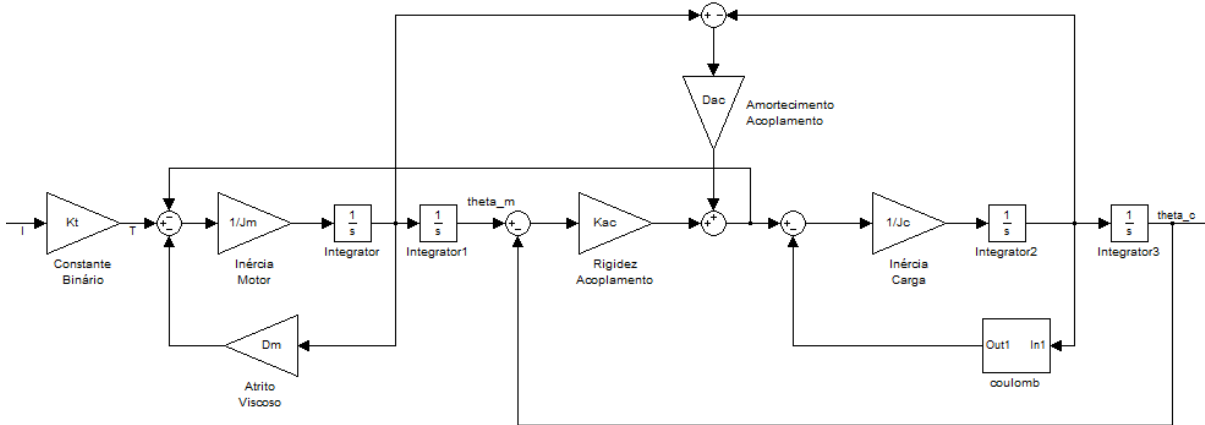 Dac
Amortecimento
Acoplamento
Kt
I
T
Constante
Binário
1/Jm
Inércia
Motor
1
s
Integrator
1
s
Integrator1
theta_m
Kac
Rigidez
Acoplamento
1/Jc
Inércia
Carga
1
s
Integrator2
1
s
Integrator3
theta_c
Dm
Atrito
Viscoso
Out1
In1
coulomb